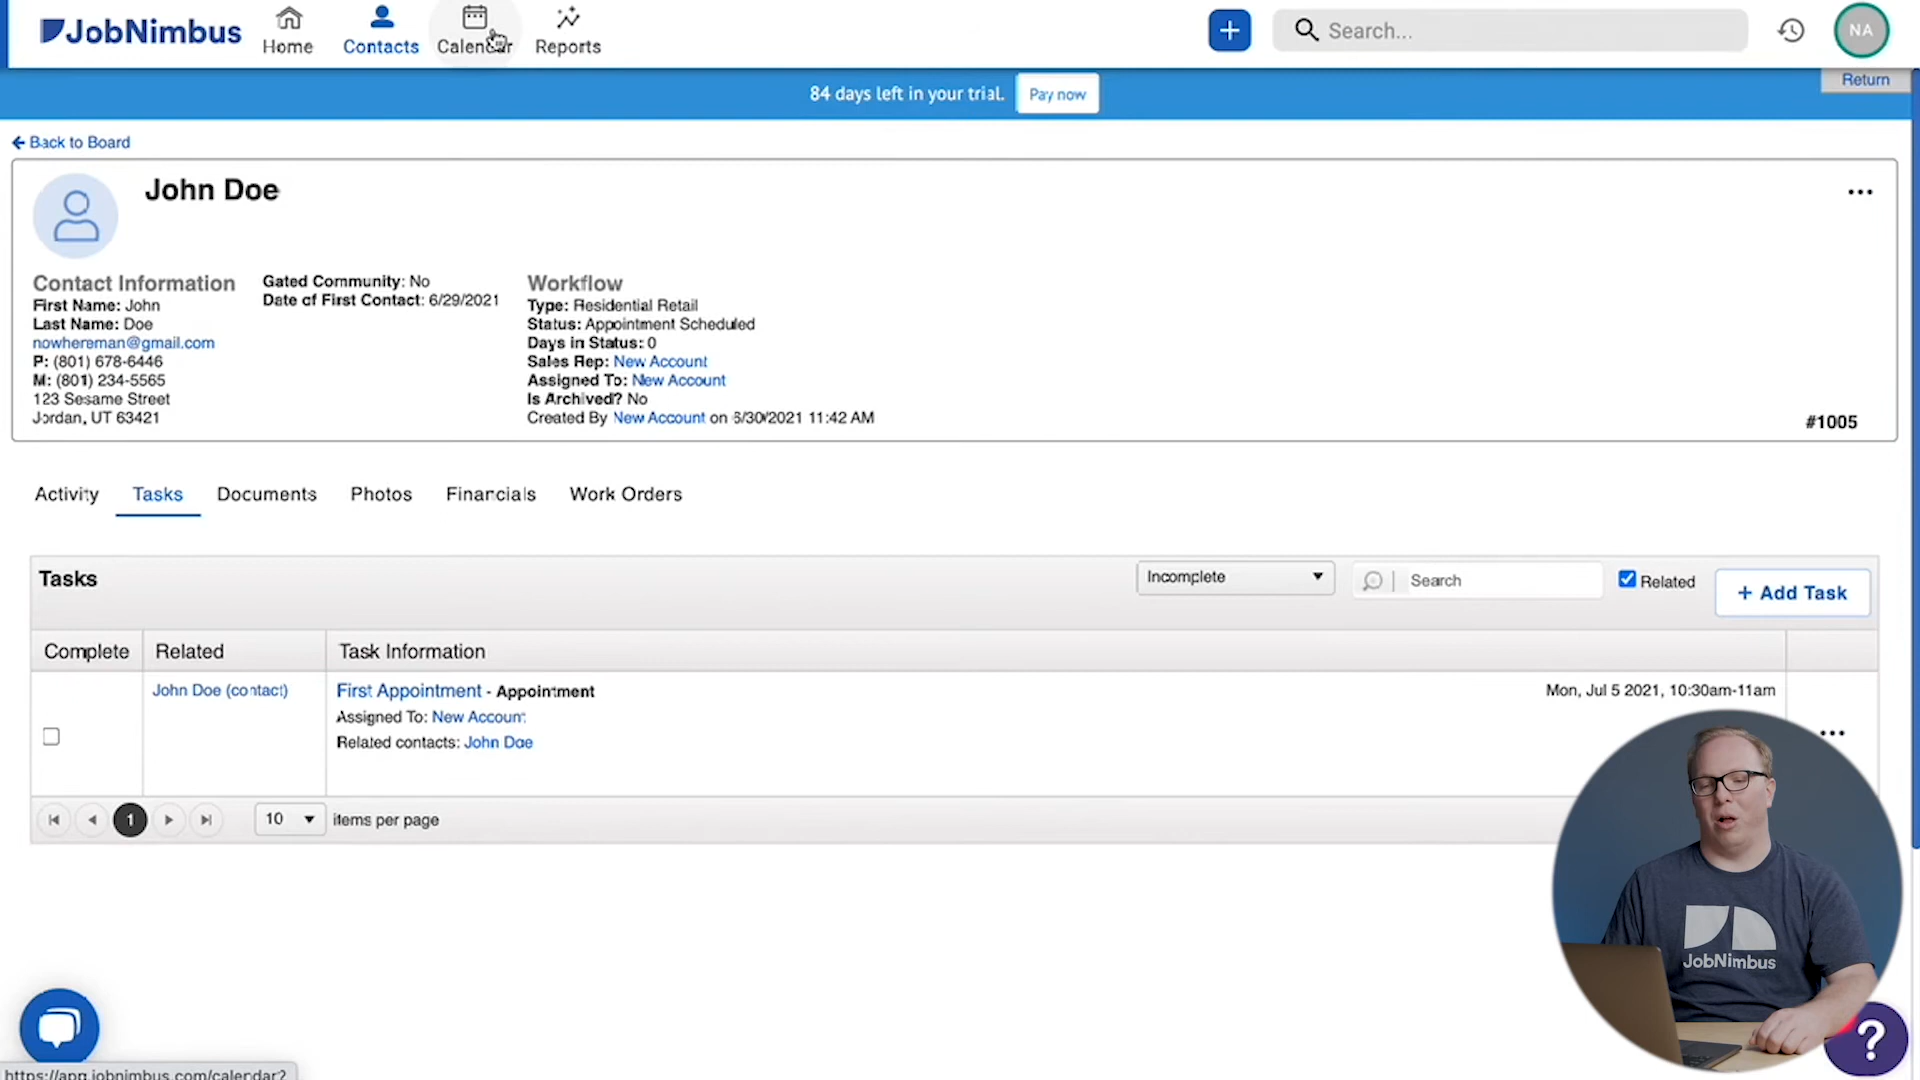 JobNimbus
Home
Contacts
Calendar
Reports
+
Search...
NA
84 days left in your trial.
Pay now
Return
Back to Board
John Doe
Contact Information
First Name: John
Last Name: Doe
nowhereman@gmail.com
P: (801) 678-6446
M: (801) 234-5565
123 Sesame Street
Jordan, UT 63421
Gated Community: No
Date of First Contact: 6/29/2021
Workflow
Type: Residential Retail
Status: Appointment Scheduled
Days in Status: 0
Sales Rep: New Account
Assigned To: New Account
Is Archived? No
Created By New Account on 6/30/2021 11:42 AM
#1005
Activity
Tasks
Documents
Photos
Financials
Work Orders
Tasks
Incomplete
Search
Related
+ Add Task
Complete
Related
Task Information
John Doe (contact)
First Appointment - Appointment
Mon, Jul 5 2021, 10:30am-11am
Assigned To: New Account
Related contacts: John Doe
1
10
items per page
JobNimbus
?
https://app.jobnimbus.com/calendar?